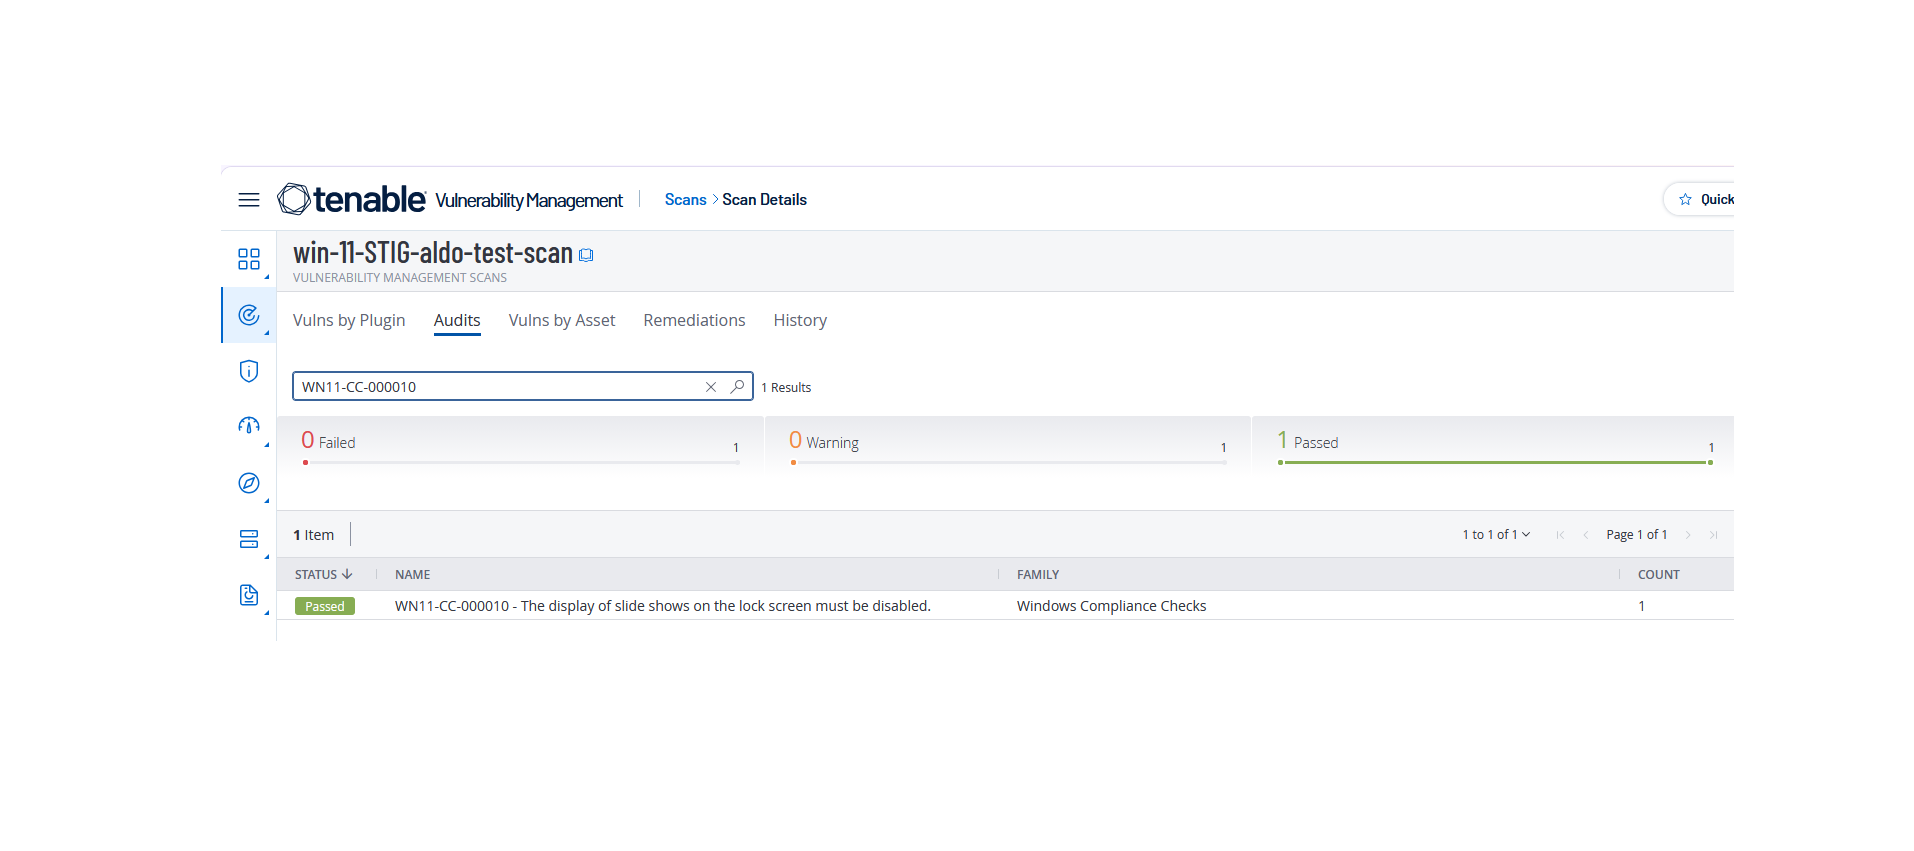 tenable Vulnerability Management Scans > Scan Details Quick
win-11-STIG-aldo-test-scan
VULNERABILITY MANAGEMENT SCANS
Vulns by Plugin Audits Vulns by Asset Remediations History
WN11-CC-000010 1 Results
0 Failed 1 0 Warning 1 1 Passed 1
1 Item 1 to 1 of 1 Page 1 of 1
STATUS NAME FAMILY COUNT
Passed WN11-CC-000010 - The display of slide shows on the lock screen must be disabled. Windows Compliance Checks 1